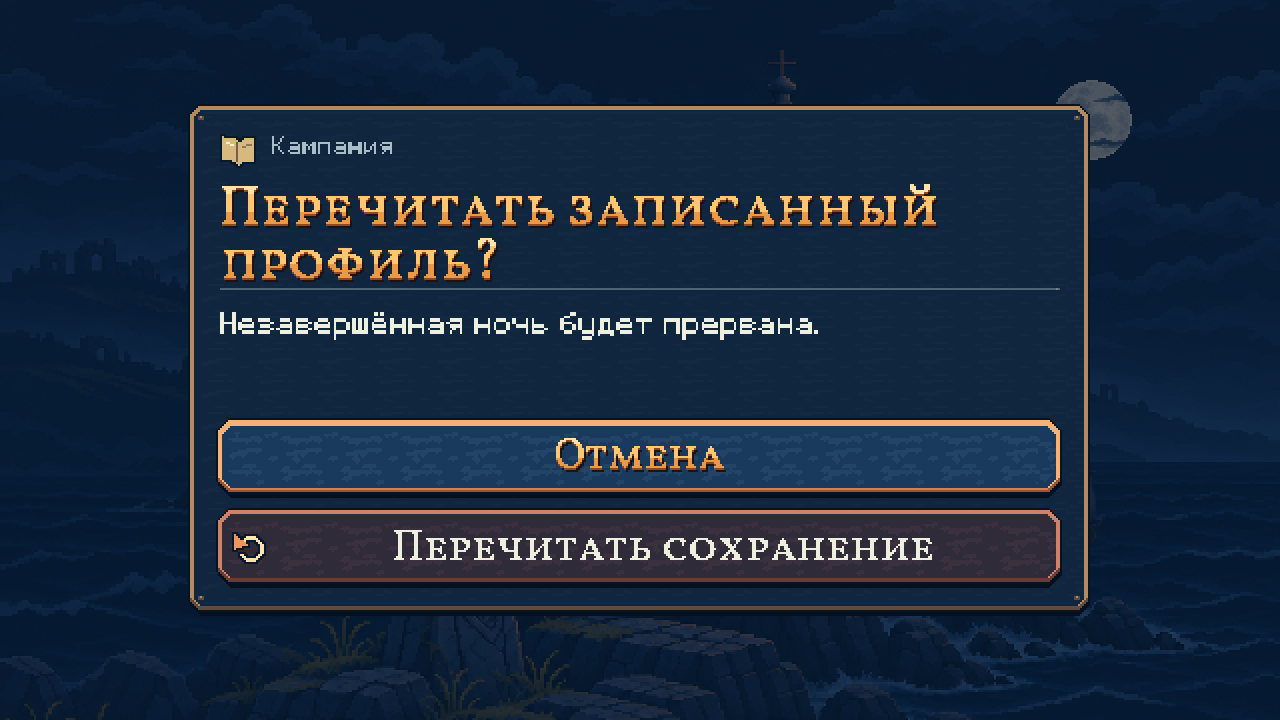 Кампания
Перечитать записанный
профиль?
Незавершённая ночь будет прервана.
Отмена
Перечитать сохранение